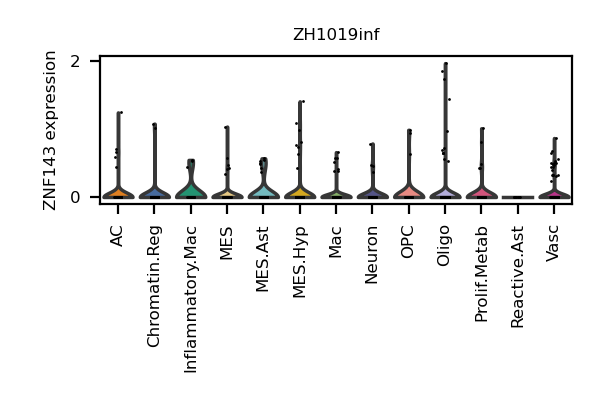 ZH1019inf
ZNF143 expression
2
0
AC
Chromatin.Reg
Inflammatory.Mac
MES
MES.Ast
MES.Hyp
Mac
Neuron
OPC
Oligo
Prolif.Metab
Reactive.Ast
Vasc